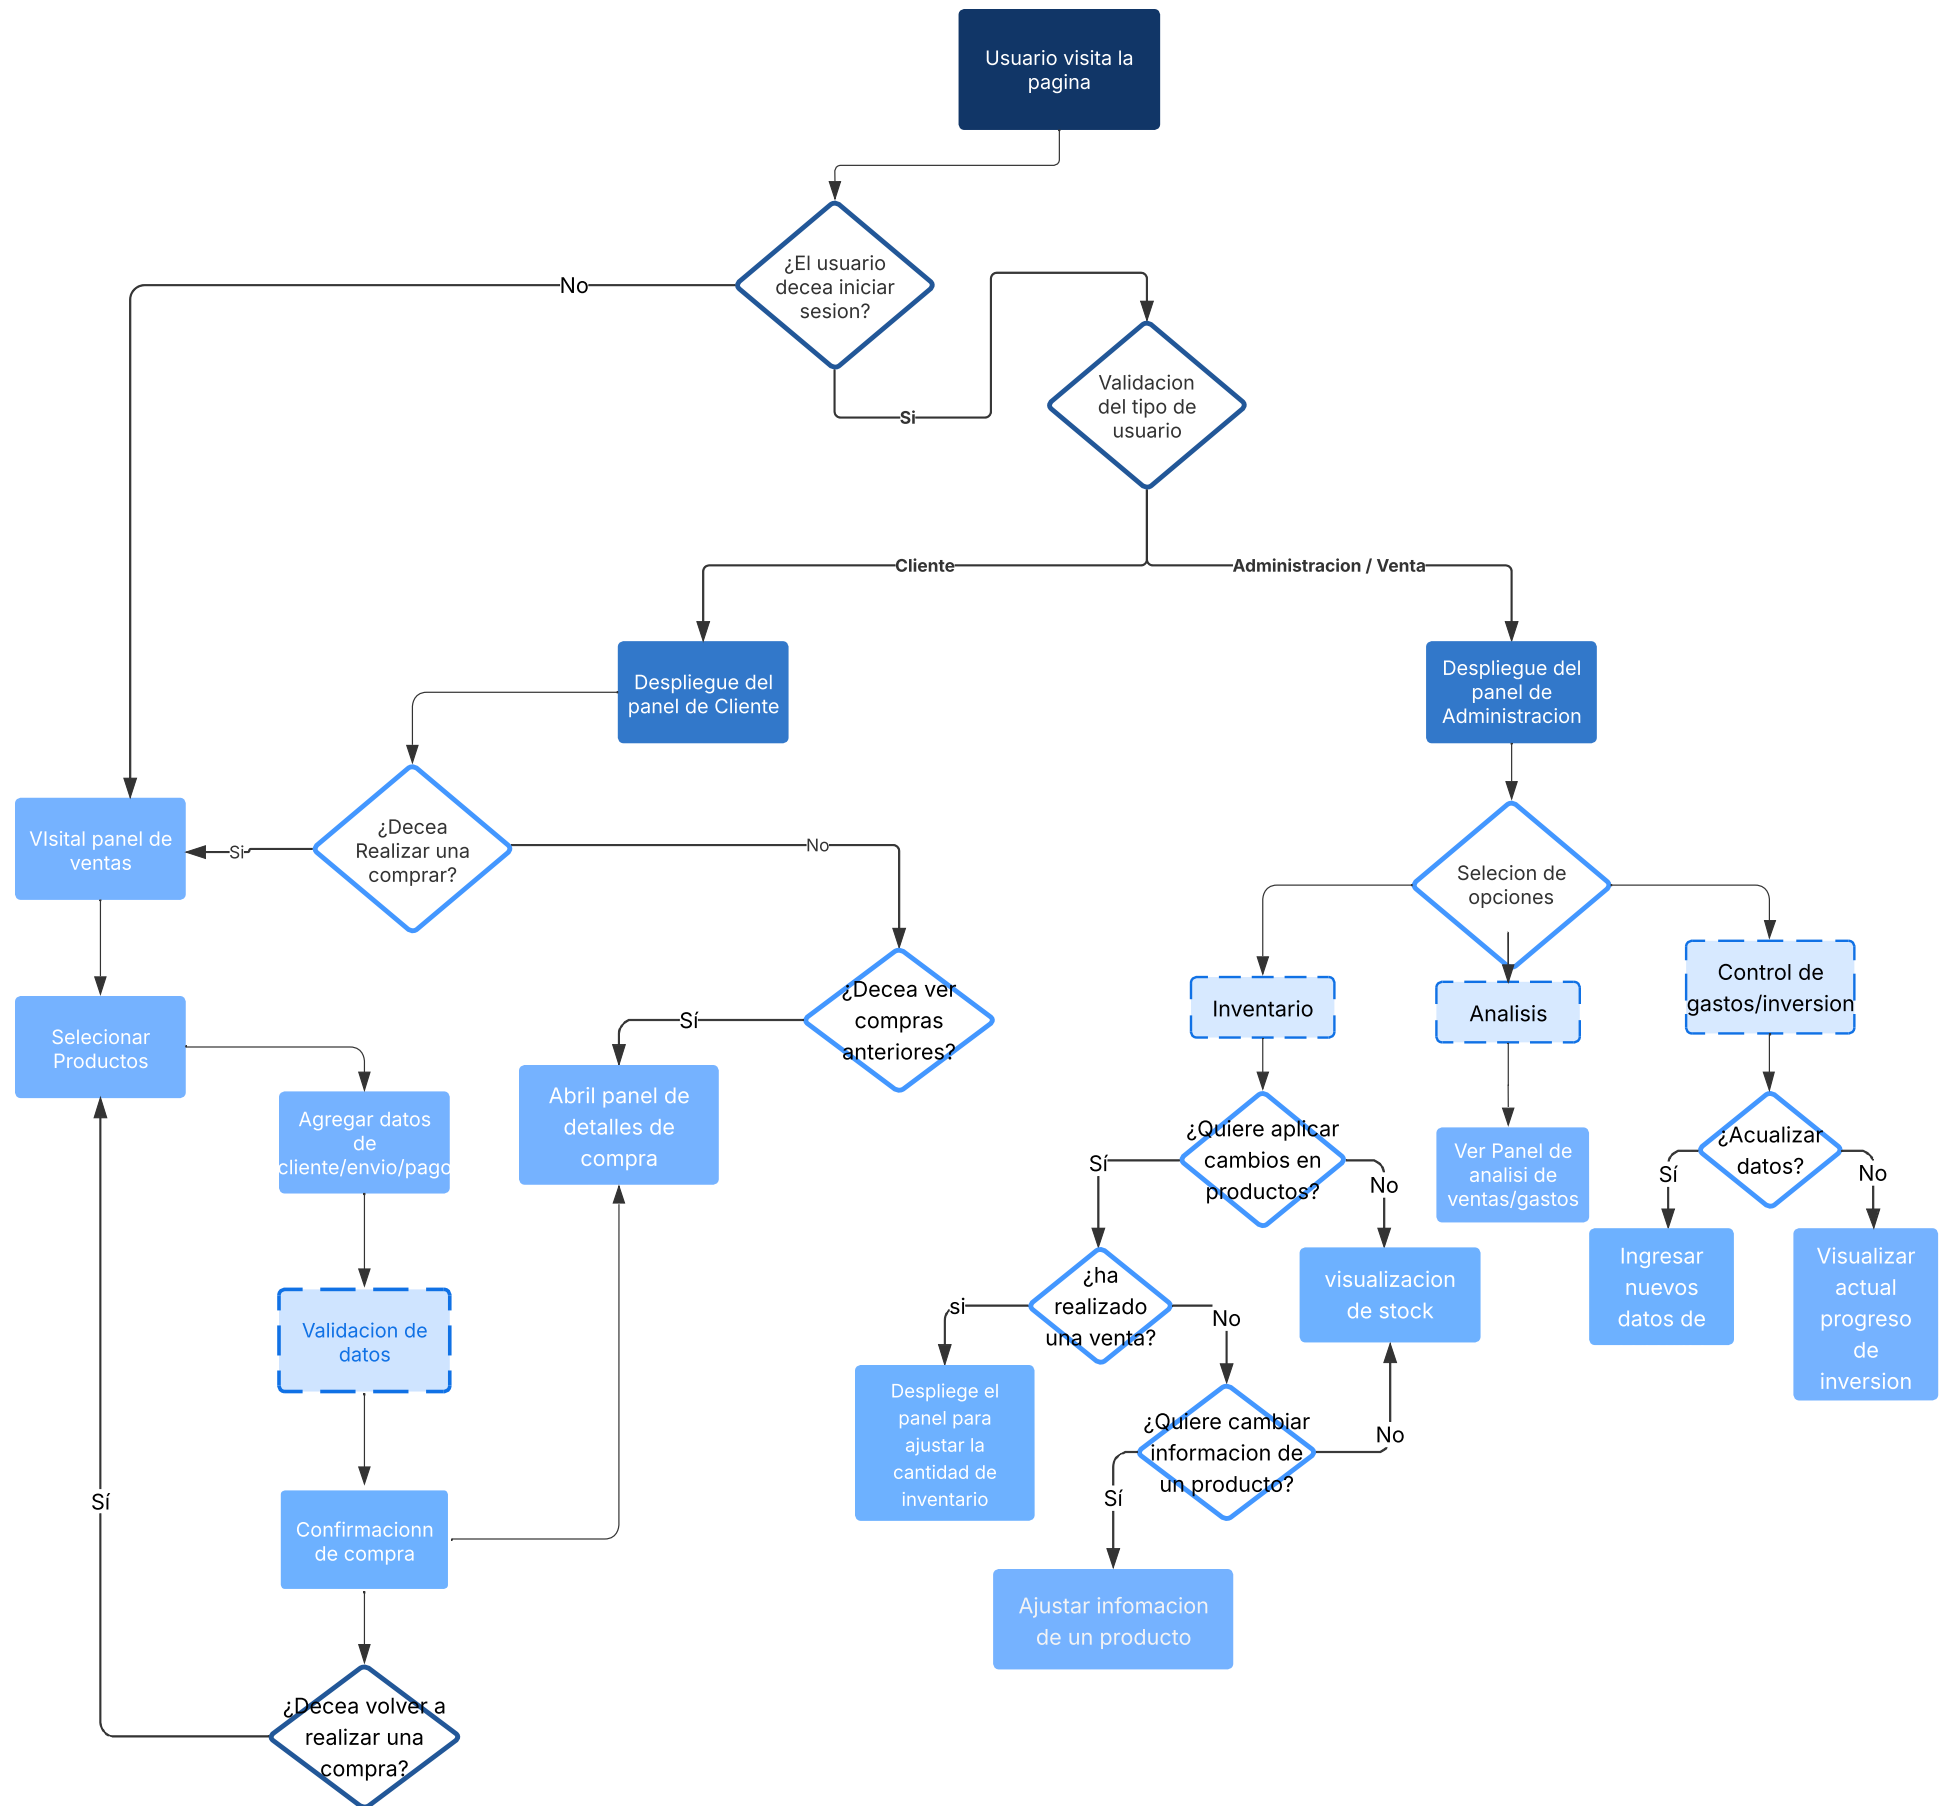 Usuario visita la
pagina
¿El usuario
decea iniciar
sesion?
No
Si
Validacion
del tipo de
usuario
Cliente
Administracion / Venta
Despliegue del
panel de Cliente
Despliegue del
panel de
Administracion
¿Decea
Realizar una
comprar?
Si
No
VIsital panel de
ventas
Selecion de
opciones
¿Decea ver
compras
anteriores?
Sí
Inventario
Analisis
Control de
gastos/inversion
Selecionar
Productos
Agregar datos
de
cliente/envio/pago
Abril panel de
detalles de
compra
¿Quiere aplicar
cambios en
productos?
Sí
No
Ver Panel de
analisi de
ventas/gastos
¿Acualizar
datos?
Sí
No
Validacion de
datos
¿ha
realizado
una venta?
si
No
visualizacion
de stock
Ingresar
nuevos
datos de
Visualizar
actual
progreso
de
inversion
Despliege el
panel para
ajustar la
cantidad de
inventario
¿Quiere cambiar
informacion de
un producto?
No
Sí
Confirmacionn
de compra
Sí
Ajustar infomacion
de un producto
¿Decea volver a
realizar una
compra?